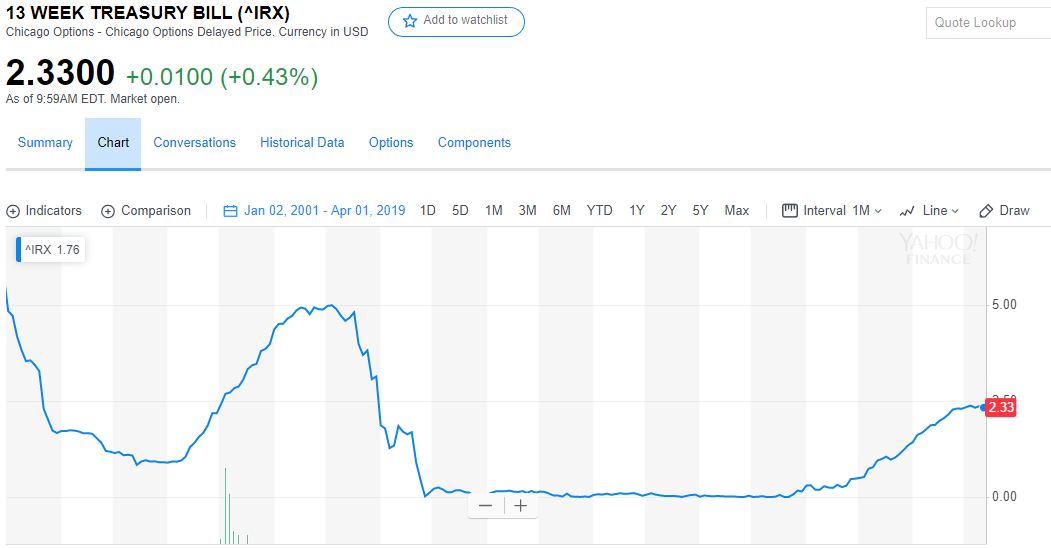 13 WEEK TREASURY BILL (^IRX)
Add to watchlist
Quote Lookup
Chicago Options - Chicago Options Delayed Price. Currency in USD
2.3300 +0.0100 (+0.43%)
As of 9:59AM EDT. Market open.
Summary Chart Conversations Historical Data Options Components
Indicators Comparison Jan 02, 2001 - Apr 01, 2019 1D 5D 1M 3M 6M YTD 1Y 2Y 5Y Max Interval 1M Line Draw
^IRX 1.76
YAHOO!
FINANCE
5.00
2.33
0.00